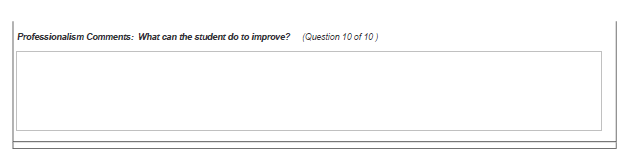 Professionalism Comments: What can the student do to improve? (Question 10 of 10 )